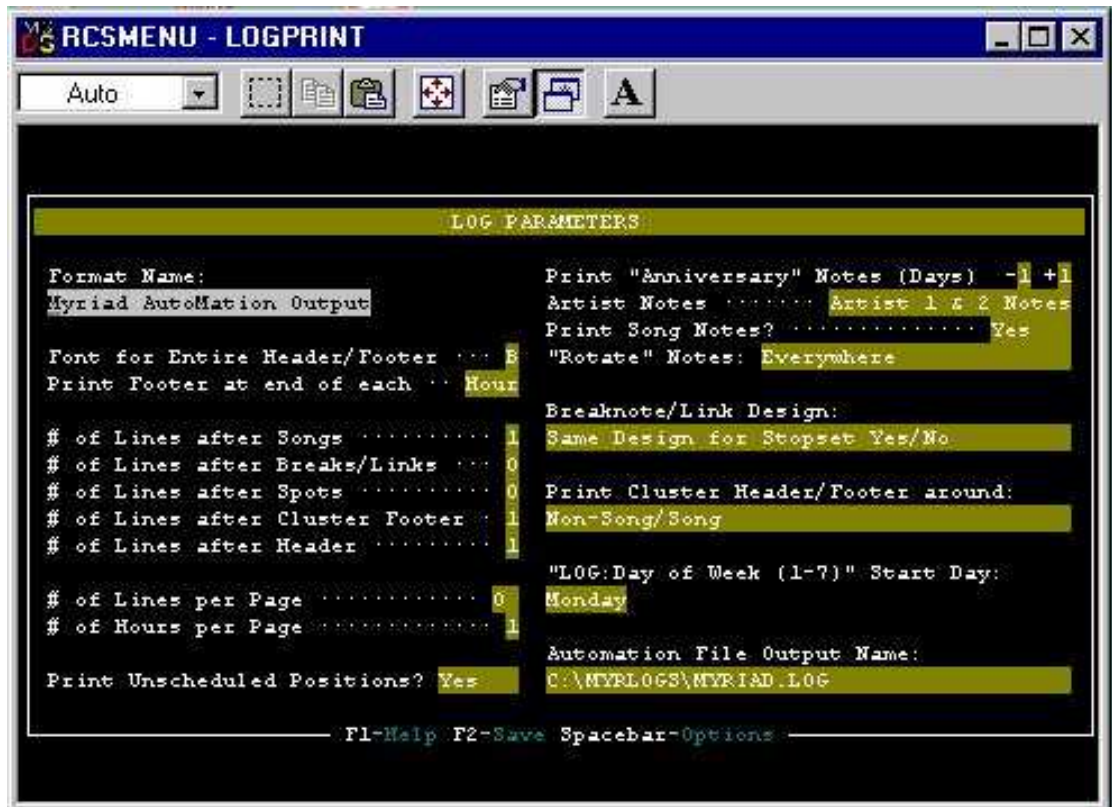 RCSMENU - LOGPRINT
Auto
A
LOG PARAMETERS
Format Name:
Myriad AutoMation Output
Font for Entire Header/Footer ··· B
Print Footer at end of each ·· Hour
# of Lines after Songs ·········· 1
# of Lines after Breaks/Links ··· 0
# of Lines after Spots ·········· 0
# of Lines after Cluster Footer · 1
# of Lines after Header ········· 1
# of Lines per Page ············ 0
# of Hours per Page ············· 1
Print Unscheduled Positions? Yes
Print "Anniversary" Notes (Days) -1 +1
Artist Notes ······· Artist 1 & 2 Notes
Print Song Notes? ·············· Yes
"Rotate" Notes: Everywhere
Breaknote/Link Design:
Same Design for Stopset Yes/No
Print Cluster Header/Footer around:
Non-Song/Song
"LOG:Day of Week (1-7)" Start Day:
Monday
Automation File Output Name:
C:\MYRLOGS\MYRIAD.LOG
F1-Help F2-Save Spacebar-Options